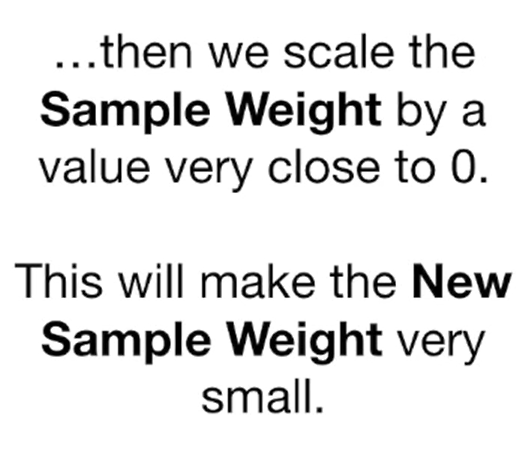 ...then we scale the
Sample Weight by a
value very close to 0.
This will make the New
Sample Weight very
small.